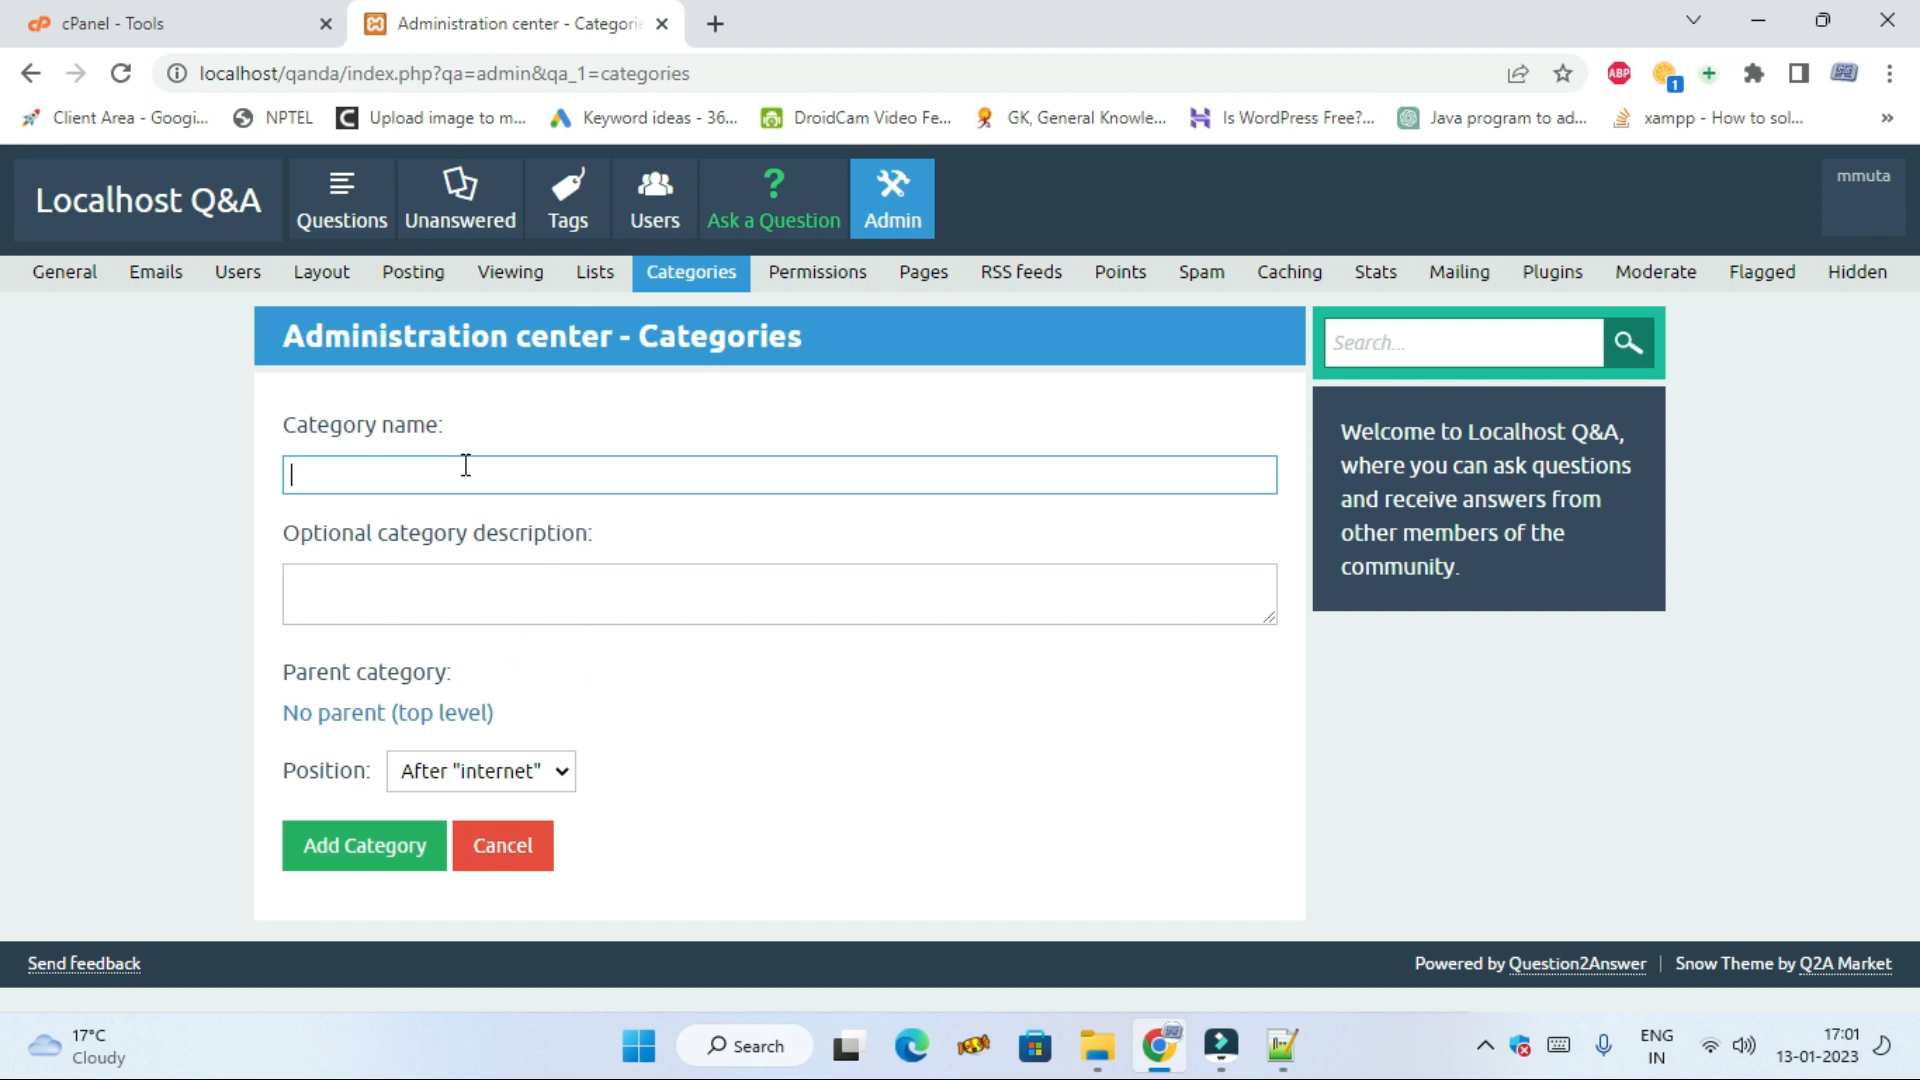 cPanel - Tools
Administration center - Categorie
localhost/qanda/index.php?qa=admin&qa_1=categories
ABP
1
Client Area - Googi...
NPTEL
Upload image to m...
Keyword ideas - 36...
DroidCam Video Fe...
GK, General Knowle...
Is WordPress Free?...
Java program to ad...
xampp - How to sol...
»
Localhost Q&A
Questions
Unanswered
Tags
Users
? Ask a Question
Admin
mmuta
General
Emails
Users
Layout
Posting
Viewing
Lists
Categories
Permissions
Pages
RSS feeds
Points
Spam
Caching
Stats
Mailing
Plugins
Moderate
Flagged
Hidden
Administration center - Categories
Search...
Category name:
Optional category description:
Parent category:
No parent (top level)
Position: After "internet"
Add Category
Cancel
Welcome to Localhost Q&A,
where you can ask questions
and receive answers from
other members of the
community.
Send feedback
Powered by Question2Answer | Snow Theme by Q2A Market
17°C
Cloudy
Search
ENG
IN
17:01
13-01-2023